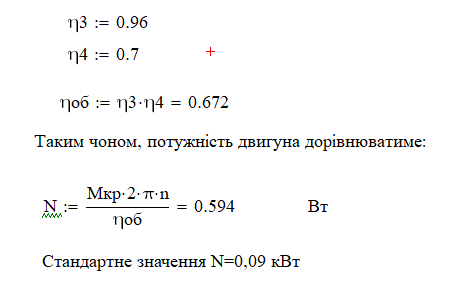 η3 := 0.96
η4 := 0.7
ηоб := η3·η4 = 0.672
Таким чоном, потужність двигуна дорівнюватиме:
N := Мкр·2·π·n / ηоб = 0.594 Вт
Стандартне значення N=0,09 кВт